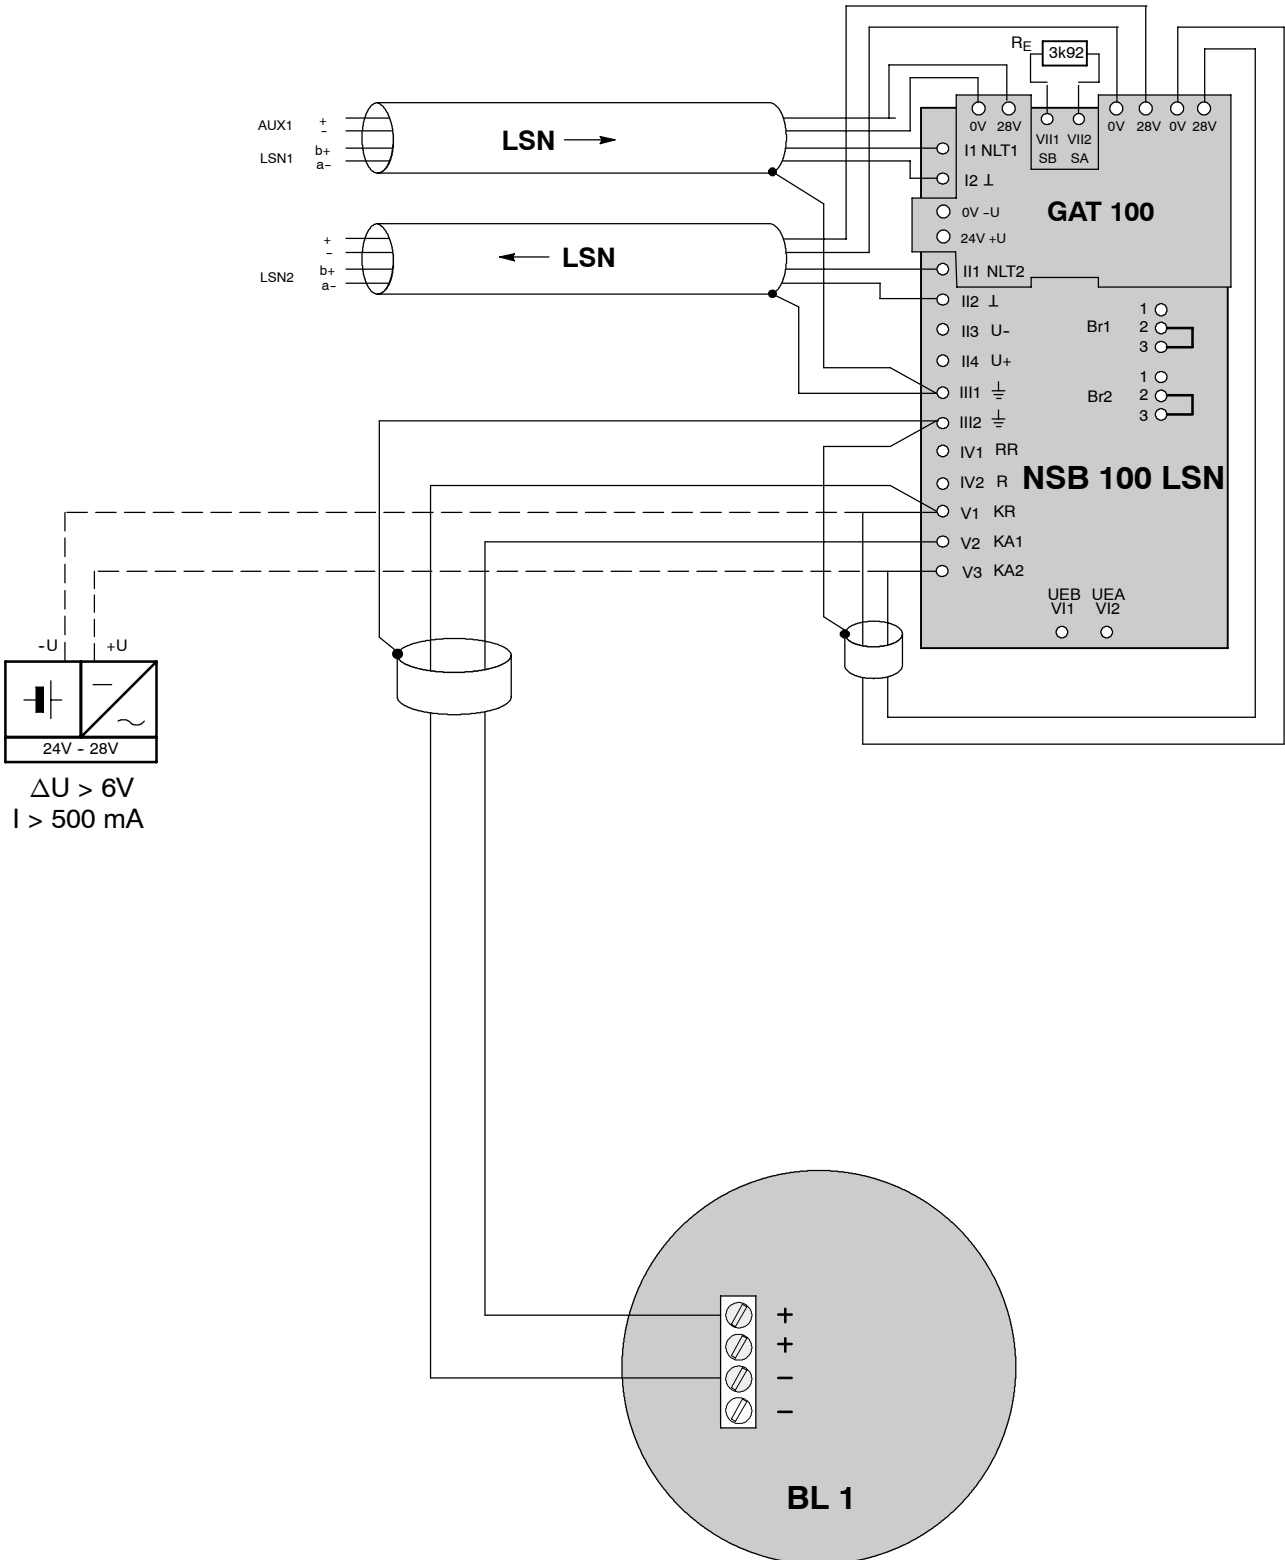 RE
3k92
0V 28V
VII1 VII2
SB SA
0V 28V 0V 28V
AUX1 + -
LSN1 b+ a-
LSN →
I1 NLT1
I2 ⊥
0V -U
24V +U
GAT 100
+
-
LSN2 b+ a-
← LSN
II1 NLT2
II2 ⊥
II3 U-
II4 U+
III1 ⏚
III2 ⏚
IV1 RR
IV2 R
V1 KR
V2 KA1
V3 KA2
Br1 1 2 3
Br2 1 2 3
NSB 100 LSN
UEB UEA
VI1 VI2
-U +U
24V - 28V
ΔU > 6V
I > 500 mA
+
+
-
-
BL 1